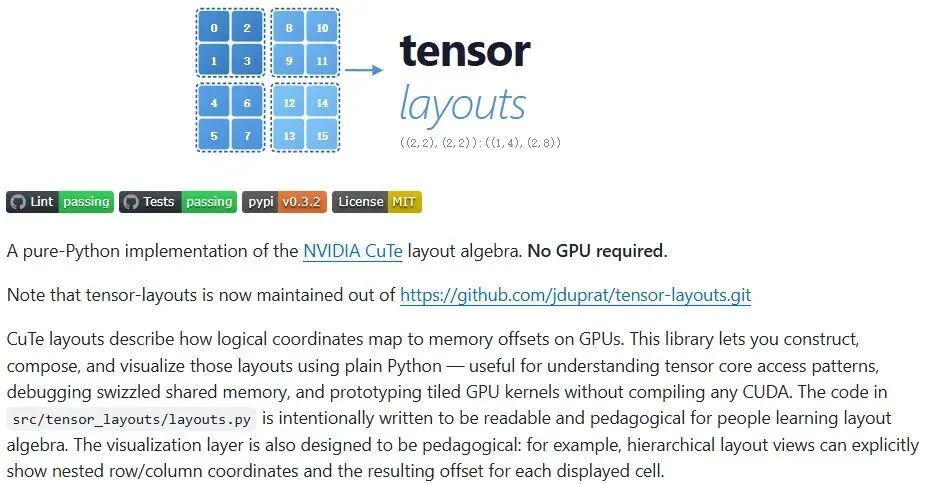 0 2 8 10
1 3 9 11
4 6 12 14
5 7 13 15
tensor
layouts
((2,2),(2,2)):((1,4),(2,8))
Lint passing Tests passing pypi v0.3.2 License MIT
A pure-Python implementation of the NVIDIA CuTe layout algebra. No GPU required.
Note that tensor-layouts is now maintained out of https://github.com/jduprat/tensor-layouts.git
CuTe layouts describe how logical coordinates map to memory offsets on GPUs. This library lets you construct,
compose, and visualize those layouts using plain Python — useful for understanding tensor core access patterns,
debugging swizzled shared memory, and prototyping tiled GPU kernels without compiling any CUDA. The code in
src/tensor_layouts/layouts.py is intentionally written to be readable and pedagogical for people learning layout
algebra. The visualization layer is also designed to be pedagogical: for example, hierarchical layout views can explicitly
show nested row/column coordinates and the resulting offset for each displayed cell.